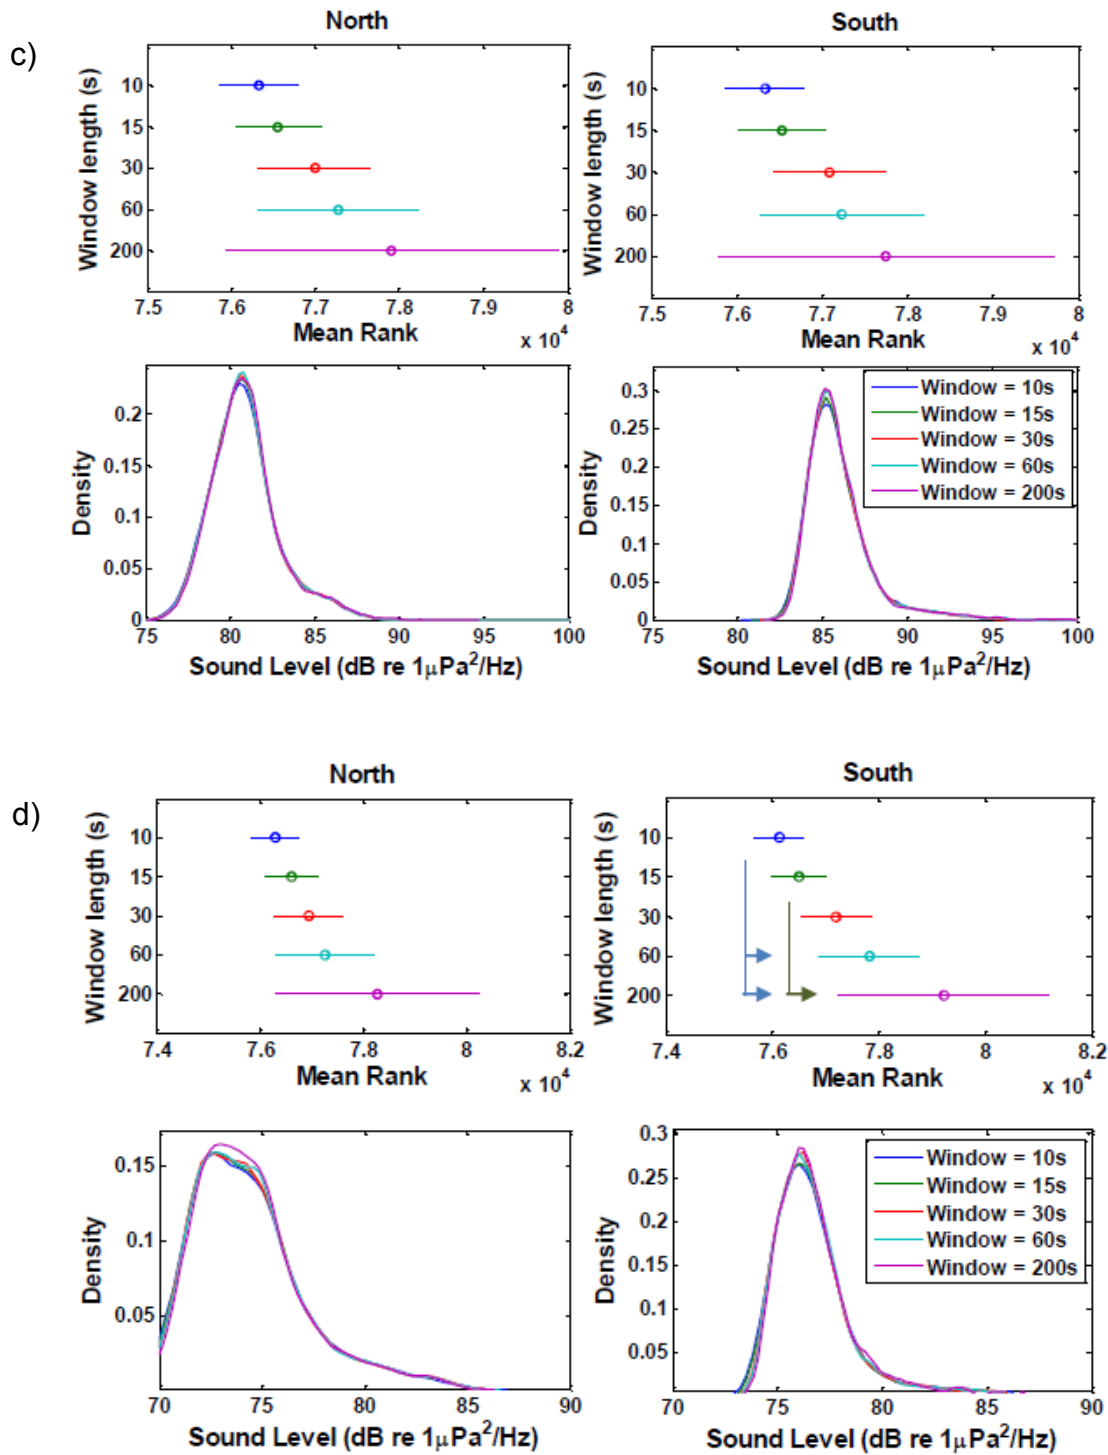 c)
North
Window length (s)
10
15
30
60
200
7.5 7.6 7.7 7.8 7.9 8
Mean Rank
x 10⁴
South
Window length (s)
10
15
30
60
200
7.5 7.6 7.7 7.8 7.9 8
Mean Rank
x 10⁴
Density
0.2
0.15
0.1
0.05
0
75 80 85 90 95 100
Sound Level (dB re 1μPa²/Hz)
Density
0.3
0.25
0.2
0.15
0.1
0.05
0
75 80 85 90 95 100
Sound Level (dB re 1μPa²/Hz)
Window = 10s
Window = 15s
Window = 30s
Window = 60s
Window = 200s
d)
North
Window length (s)
10
15
30
60
200
7.4 7.6 7.8 8 8.2
Mean Rank
x 10⁴
South
Window length (s)
10
15
30
60
200
7.4 7.6 7.8 8 8.2
Mean Rank
x 10⁴
Density
0.15
0.1
0.05
70 75 80 85 90
Sound Level (dB re 1μPa²/Hz)
Density
0.3
0.25
0.2
0.15
0.1
0.05
70 75 80 85 90
Sound Level (dB re 1μPa²/Hz)
Window = 10s
Window = 15s
Window = 30s
Window = 60s
Window = 200s